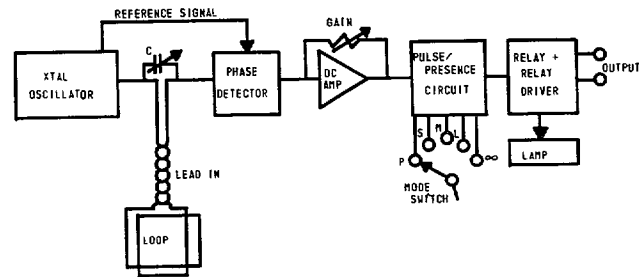 REFERENCE SIGNAL
GAIN
C
XTAL
OSCILLATOR
PHASE
DETECTOR
DC
AMP
PULSE/
PRESENCE
CIRCUIT
RELAY +
RELAY
DRIVER
OUTPUT
S
M
L
P
∞
LAMP
MODE
SWITCH
LEAD IN
LOOP